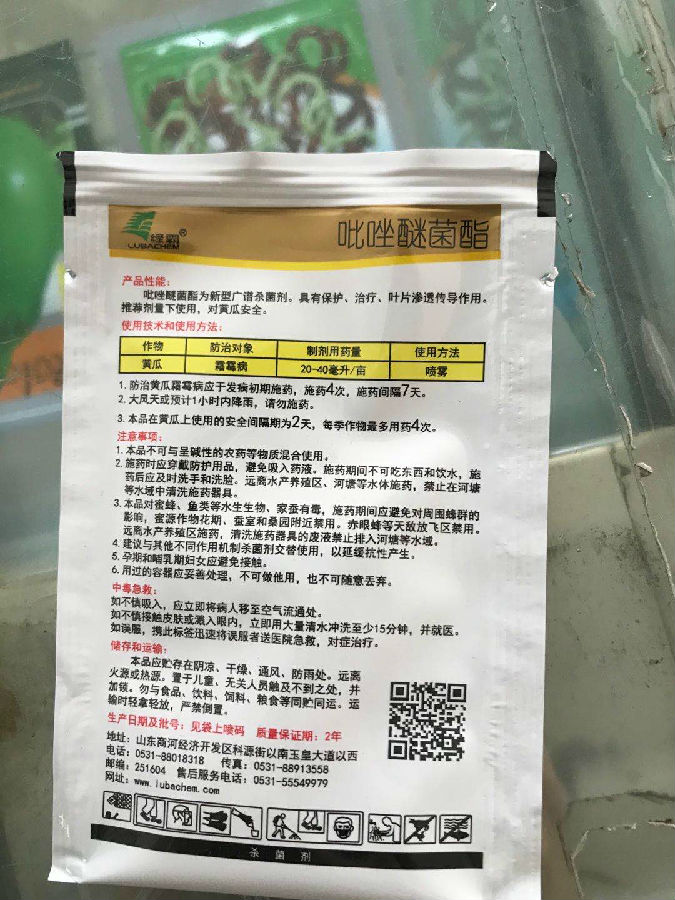 绿霸®
LUBACHEM
吡唑醚菌酯
产品性能:
吡唑醚菌酯为新型广谱杀菌剂。具有保护、治疗、叶片渗透传导作用。
推荐剂量下使用，对黄瓜安全。
使用技术和使用方法:
作物 防治对象 制剂用药量 使用方法
黄瓜 霜霉病 20-40毫升/亩 喷雾
1. 防治黄瓜霜霉病应于发病初期施药，施药4次，施药间隔7天。
2. 大风天或预计1小时内降雨，请勿施药。
3. 本品在黄瓜上使用的安全间隔期为2天，每季作物最多用药4次。
注意事项:
1. 本品不可与呈碱性的农药等物质混合使用。
2. 施药时应穿戴防护用品，避免吸入药液。施药期间不可吃东西和饮水，施
药后应及时洗手和洗脸。远离水产养殖区、河塘等水体施药，禁止在河塘
等水域中清洗施药器具。
3. 本品对蜜蜂、鱼类等水生生物、家蚕有毒，施药期间应避免对周围蜂群的
影响，蜜源作物花期、蚕室和桑园附近禁用。赤眼蜂等天敌放飞区禁用。
远离水产养殖区施药，清洗施药器具的废液禁止排入河塘等水域。
4. 建议与其他不同作用机制杀菌剂交替使用，以延缓抗性产生。
5. 孕期和哺乳期妇女应避免接触。
6. 用过的容器应妥善处理，不可做他用，也不可随意丢弃。
中毒急救:
如不慎吸入，应立即将病人移至空气流通处。
如不慎接触皮肤或溅入眼内，立即用大量清水冲洗至少15分钟，并就医。
如误服，携此标签迅速将误服者送医院急救，对症治疗。
储存和运输:
本品应贮存在阴凉、干燥、通风、防雨处。远离
火源或热源。置于儿童、无关人员触及不到之处，并
加锁。勿与食品、饮料、饲料、粮食等同贮同运。运
输时轻拿轻放，严禁倒置。
生产日期及批号: 见袋上喷码 质量保证期: 2年
地址: 山东商河经济开发区科源街以南玉皇大道以西
电话: 0531-88018318 传真: 0531-88913558
邮编: 251604 售后服务电话: 0531-55549979
网址: www.lubachem.com
杀菌剂